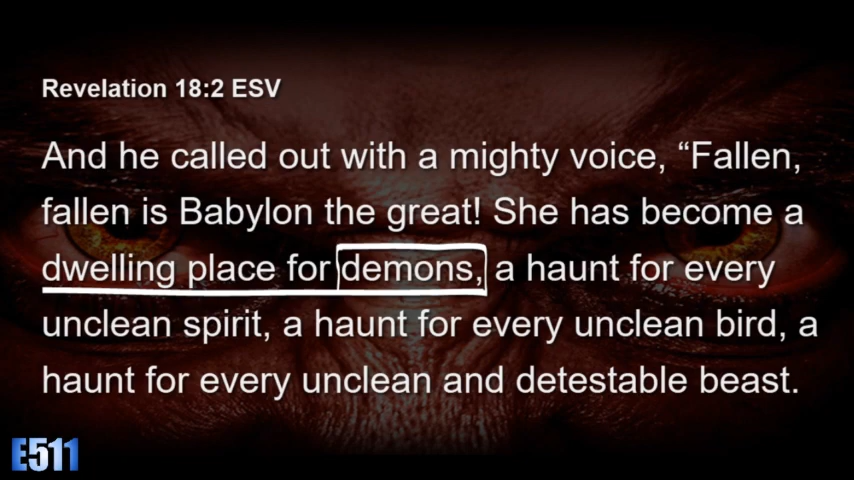 Revelation 18:2 ESV
And he called out with a mighty voice, “Fallen,
fallen is Babylon the great! She has become a
dwelling place for demons, a haunt for every
unclean spirit, a haunt for every unclean bird, a
haunt for every unclean and detestable beast.
E511